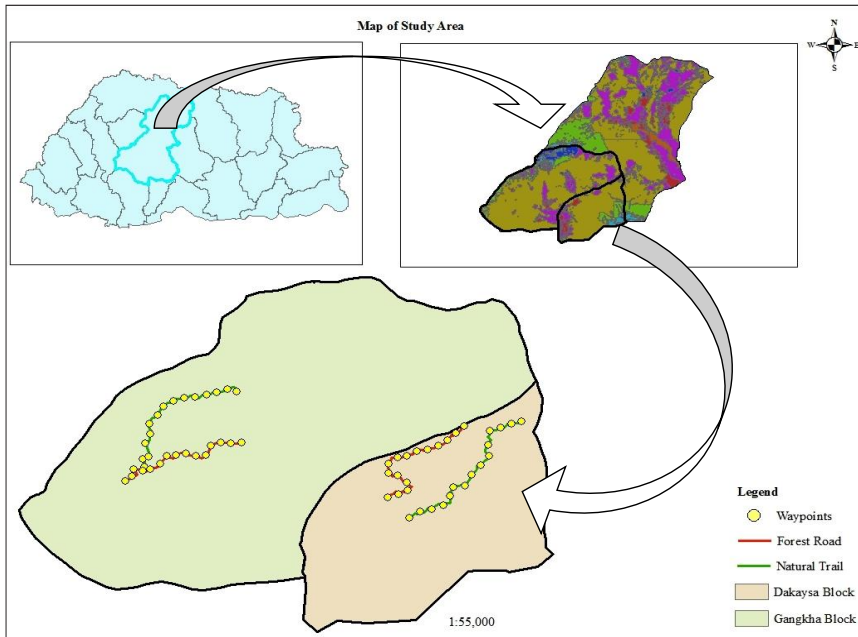 Map of Study Area
N
W E
S
Legend
Waypoints
Forest Road
Natural Trail
Dakaysa Block
Gangkha Block
1:55,000